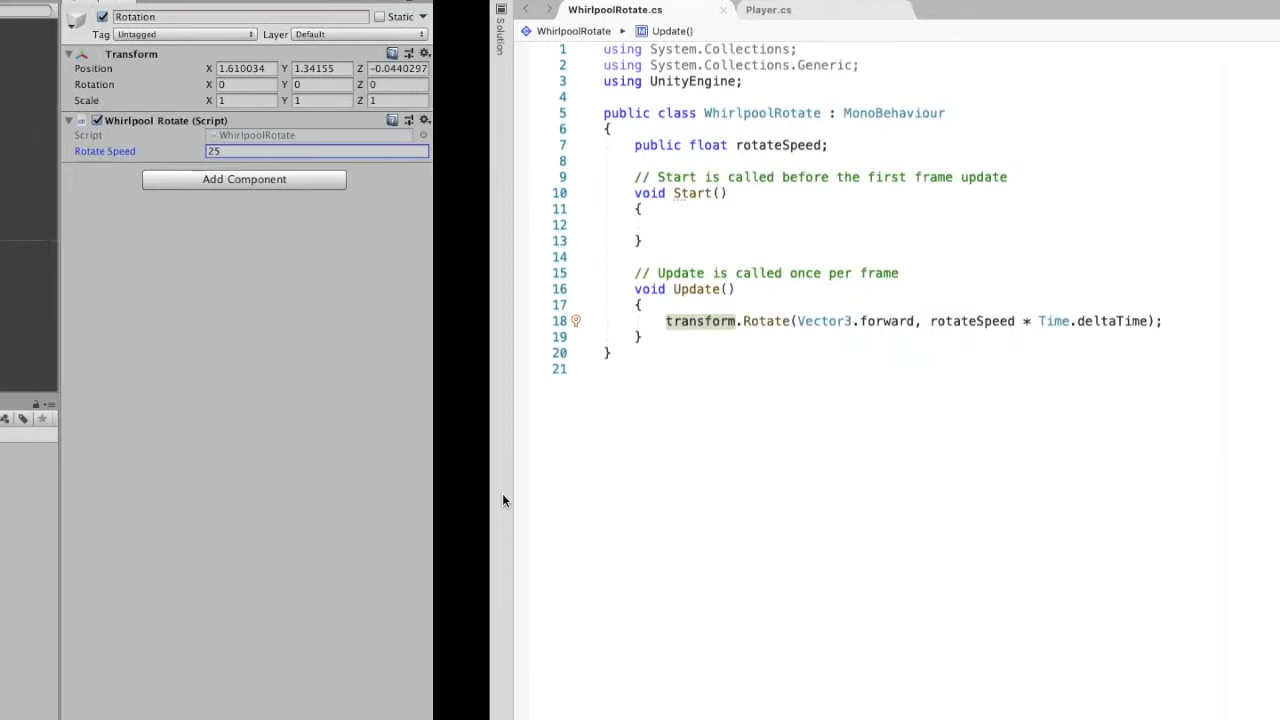 Rotation
Static
Tag Untagged Layer Default
Transform
Position X 1.610034 Y 1.34155 Z -0.0440297
Rotation X 0 Y 0 Z 0
Scale X 1 Y 1 Z 1
Whirlpool Rotate (Script)
Script WhirlpoolRotate
Rotate Speed 25
Add Component
Solution
WhirlpoolRotate.cs
Player.cs
WhirlpoolRotate Update()
1 using System.Collections;
2 using System.Collections.Generic;
3 using UnityEngine;
4
5 public class WhirlpoolRotate : MonoBehaviour
6 {
7 public float rotateSpeed;
8
9 // Start is called before the first frame update
10 void Start()
11 {
12
13 }
14
15 // Update is called once per frame
16 void Update()
17 {
18 transform.Rotate(Vector3.forward, rotateSpeed * Time.deltaTime);
19 }
20 }
21